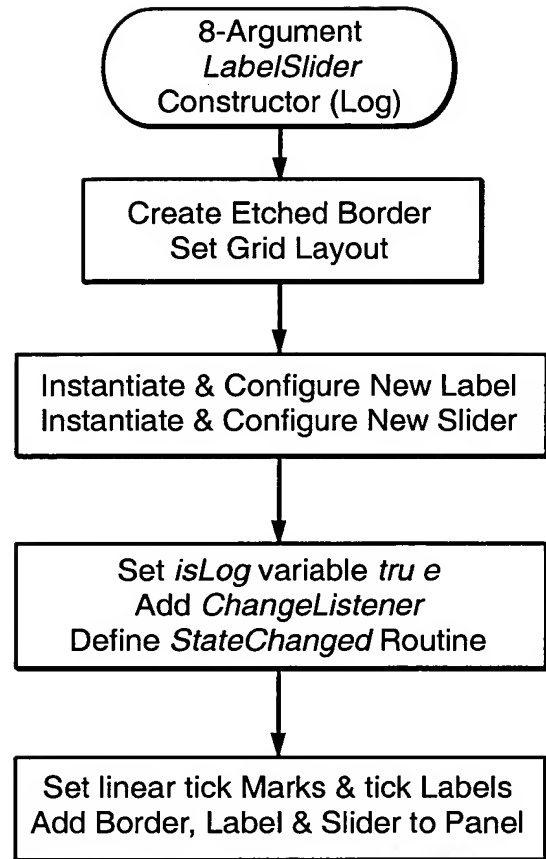 8-Argument
LabelSlider
Constructor (Log)
Create Etched Border
Set Grid Layout
Instantiate & Configure New Label
Instantiate & Configure New Slider
Set isLog variable tru e
Add ChangeListener
Define StateChanged Routine
Set linear tick Marks & tick Labels
Add Border, Label & Slider to Panel